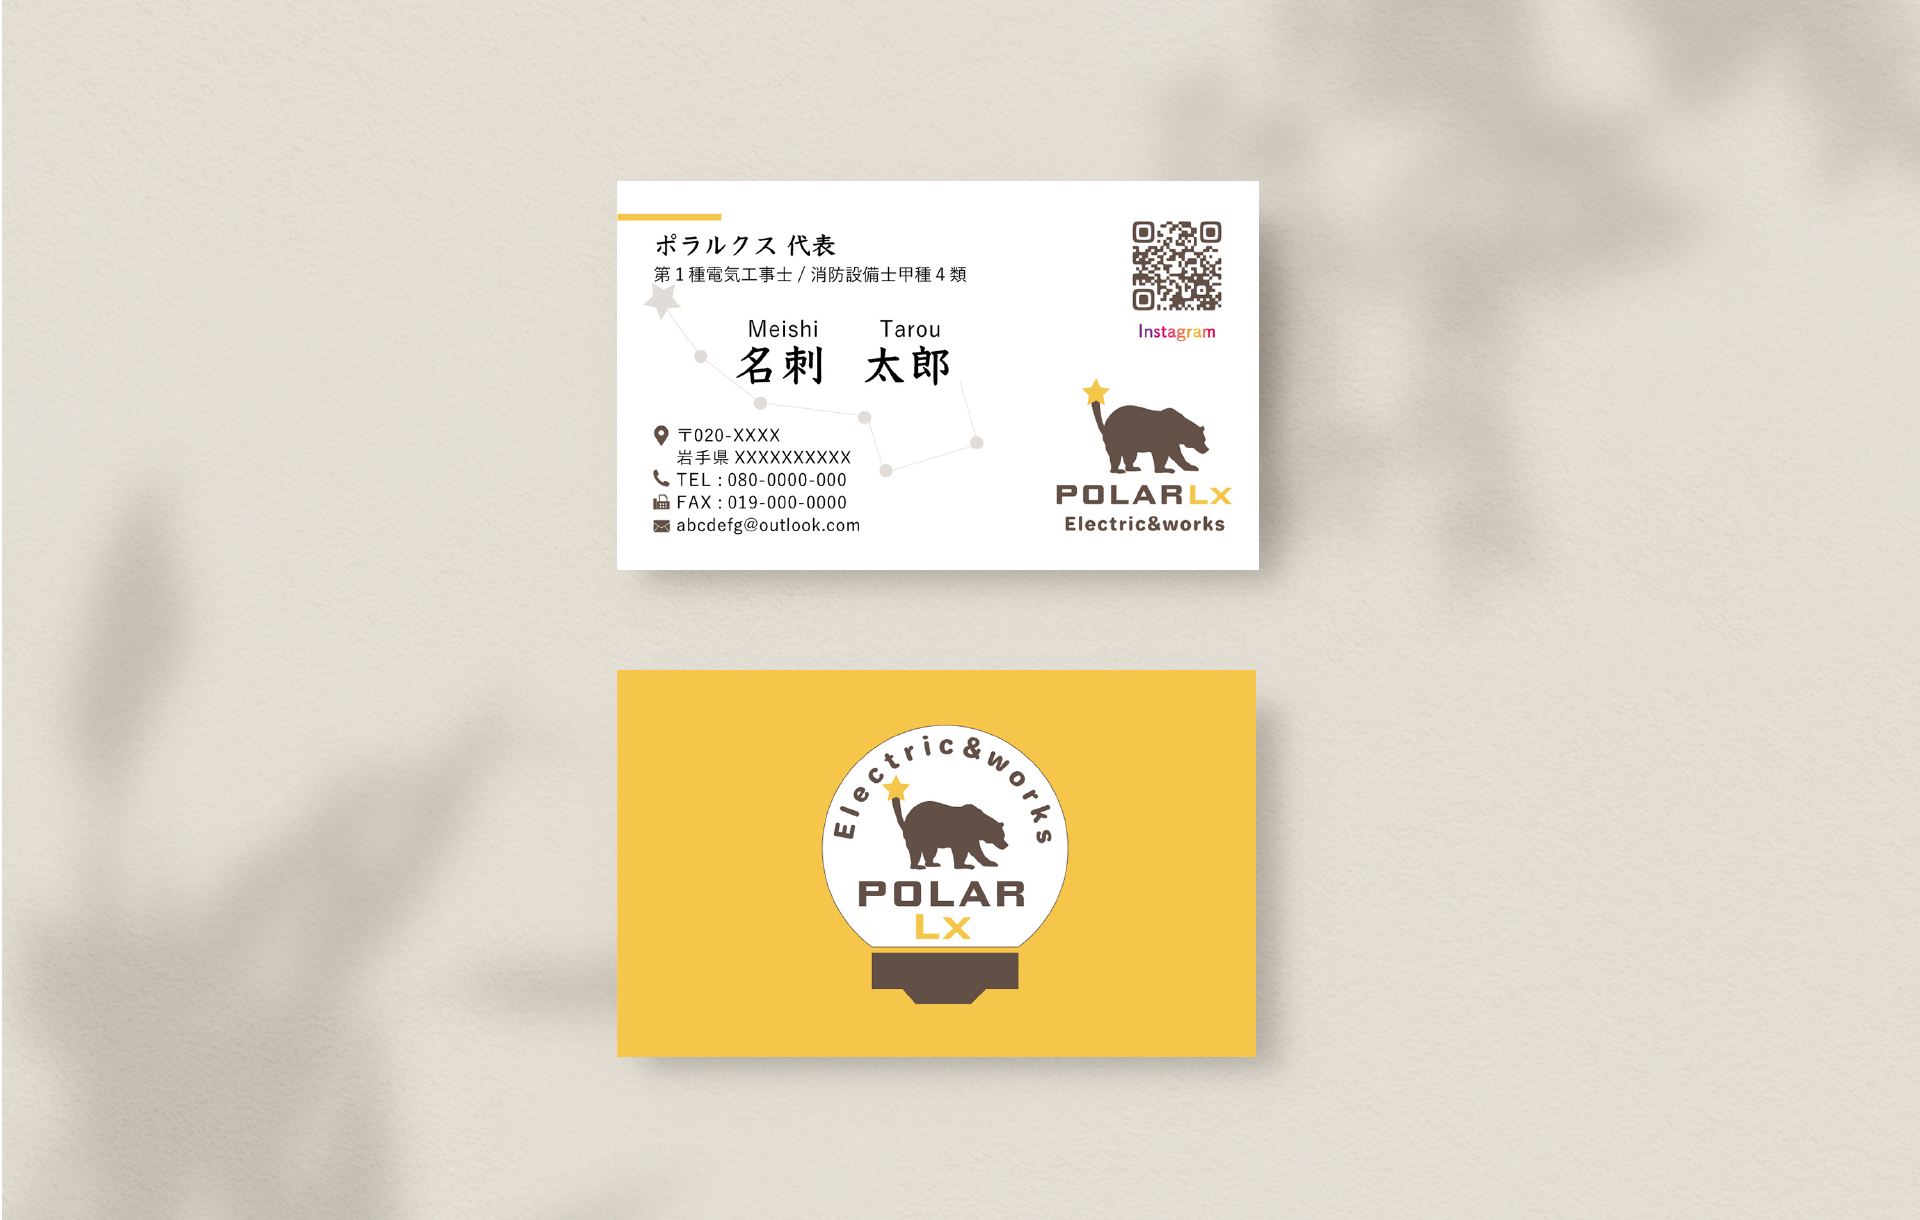 ポラルクス 代表
第1種電気工事士 / 消防設備士甲種4類
Meishi Tarou
名刺 太郎
〒020-XXXX
岩手県 XXXXXXXXXX
TEL : 080-0000-000
FAX : 019-000-0000
abcdefg@outlook.com
Instagram
POLARLx
Electric&works
Electric&works
POLAR
Lx